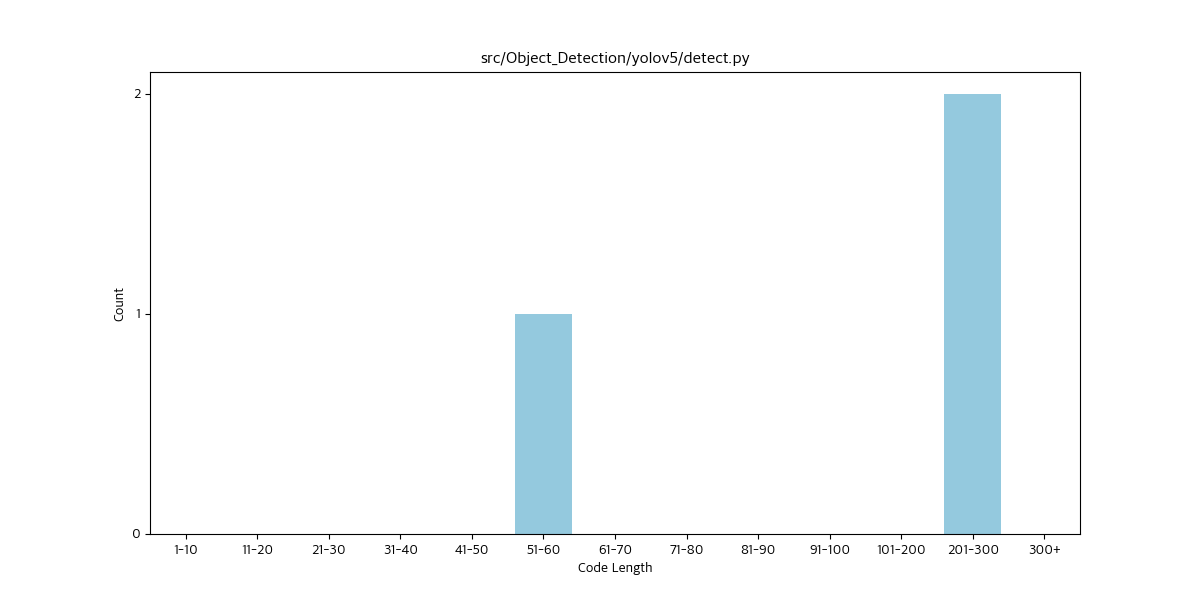 src/Object_Detection/yolov5/detect.py
2
1
0
Count
1-10 11-20 21-30 31-40 41-50 51-60 61-70 71-80 81-90 91-100 101-200 201-300 300+
Code Length